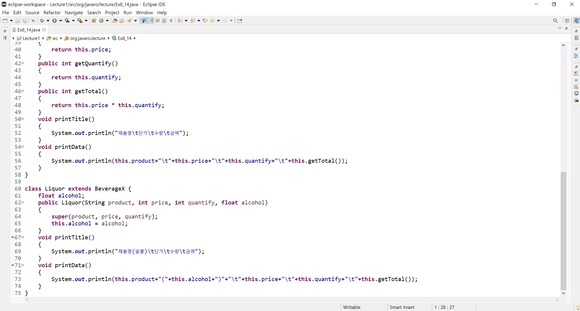 eclipse-workspace - Lecture1/src/org/javaro/lecture/Ex8_14.java - Eclipse IDE
File Edit Source Refactor Navigate Search Project Run Window Help
Ex8_14.java
Lecture1 src org.javaro.lecture Ex8_14
39 {
40 return this.price;
41 }
42 public int getQuantify()
43 {
44 return this.quantify;
45 }
46 public int getTotal()
47 {
48 return this.price * this.quantify;
49 }
50 void printTitle()
51 {
52 System.out.println("제품명\t단가\t수량\t금액");
53 }
54 void printData()
55 {
56 System.out.println(this.product+"\t"+this.price+"\t"+this.quantify+"\t"+this.getTotal());
57 }
58 }
59
60 class Liquor extends BeverageX {
61 float alcohol;
62 public Liquor(String product, int price, int quantify, float alcohol)
63 {
64 super(product, price, quantify);
65 this.alcohol = alcohol;
66 }
67 void printTitle()
68 {
69 System.out.println("제품명(알콜)\t단가\t수량\t금액");
70 }
71 void printData()
72 {
73 System.out.println(this.product+"("+this.alcohol+")"+"\t"+this.price+"\t"+this.quantify+"\t"+this.getTotal());
74 }
75 }
Writable Smart Insert 1 : 28 : 27